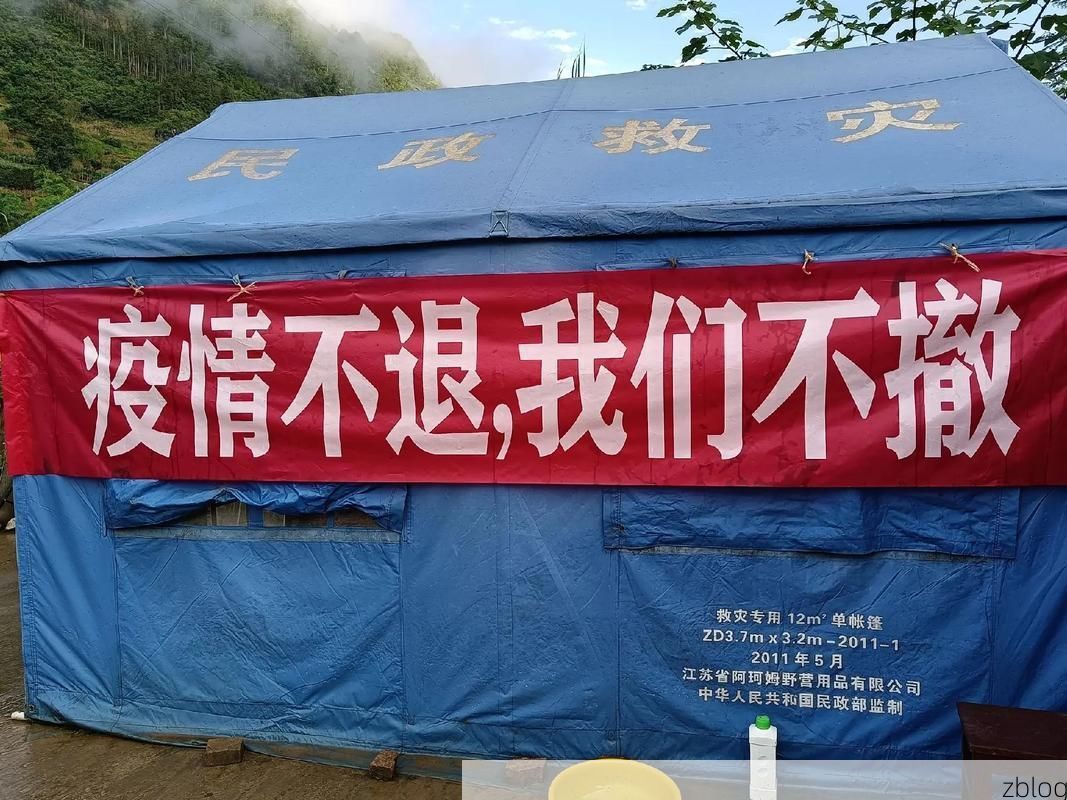 民政救灾
疫情不退,我们不撤
救灾专用 12m² 单帐篷
ZD3.7m x 3.2m-2011-1
2011 年 5 月
江苏省阿珂姆野营用品有限公司
中华人民共和国民政部监制
zblog